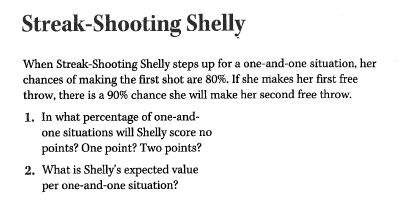 Streak-Shooting Shelly
When Streak-Shooting Shelly steps up for a one-and-one situation, her
chances of making the first shot are 80%. If she makes her first free
throw, there is a 90% chance she will make her second free throw.
1. In what percentage of one-and-
one situations will Shelly score no
points? One point? Two points?
2. What is Shelly's expected value
per one-and-one situation?